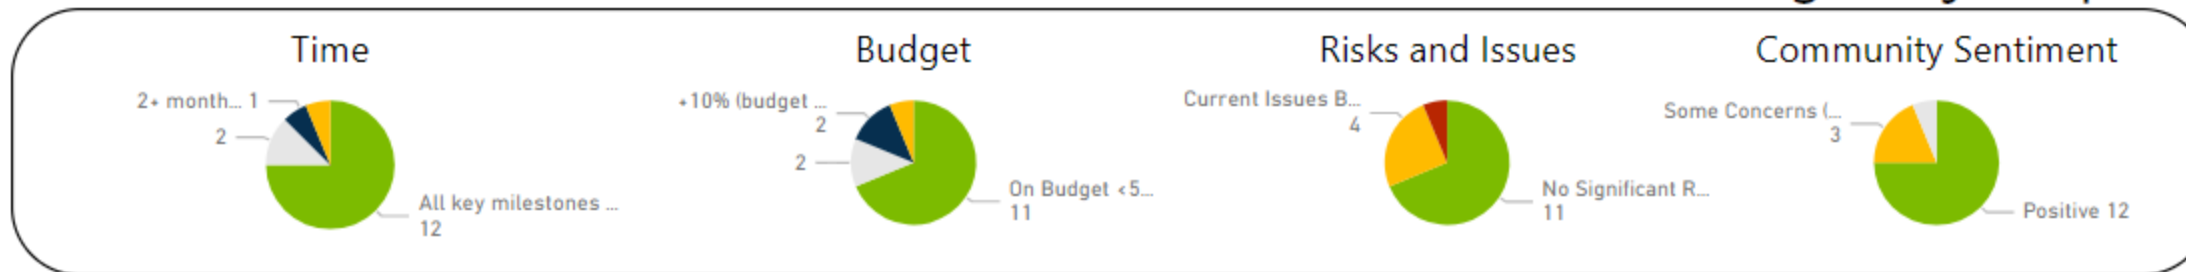 Time
2+ month... 1
2
All key milestones ...
12
Budget
+10% (budget ...
2
2
On Budget <5...
11
Risks and Issues
Current Issues B...
4
No Significant R...
11
Community Sentiment
Some Concerns (...
3
Positive 12